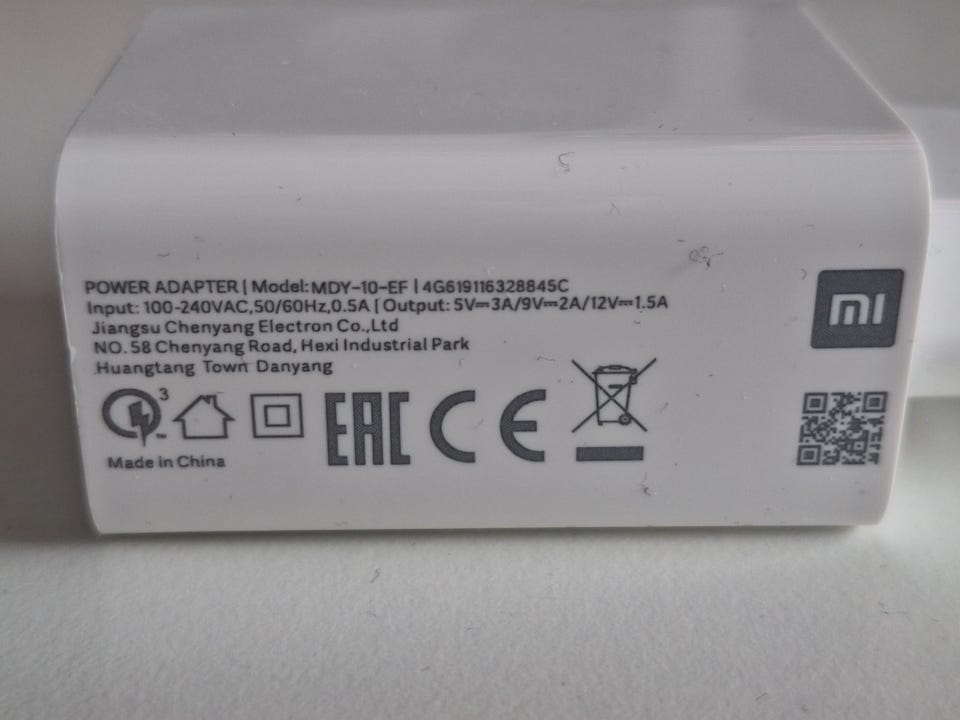 POWER ADAPTER | Model: MDY-10-EF | 4G619116328845C
Input: 100-240VAC,50/60Hz,0.5A | Output: 5V⎓3A/9V⎓2A/12V⎓1.5A
Jiangsu Chenyang Electron Co.,Ltd
NO. 58 Chenyang Road, Hexi Industrial Park
Huangtang Town Danyang
3 ™ EAC CE
Made in China
mi